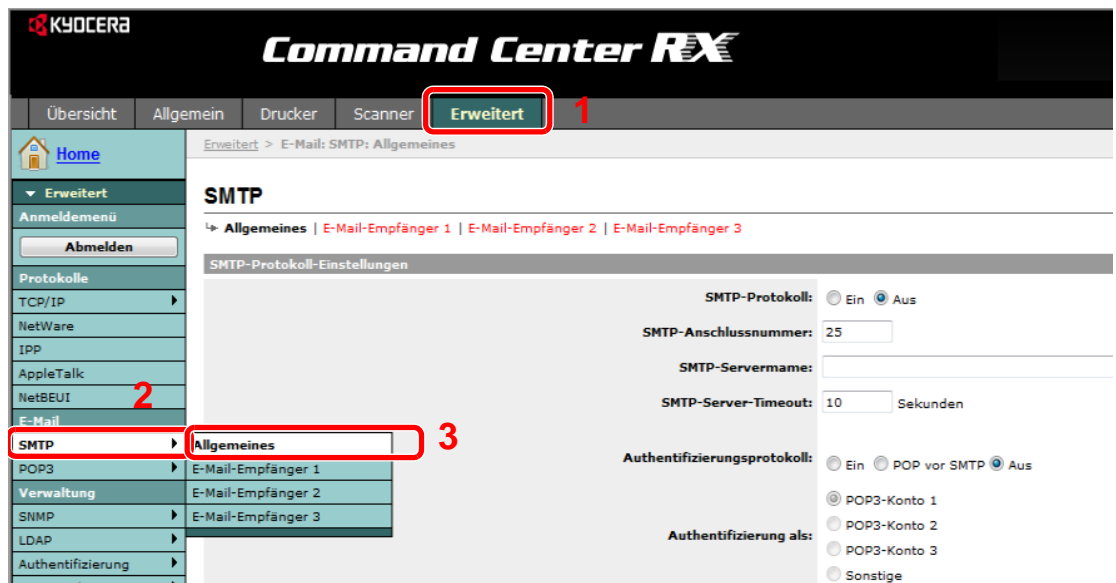 KYOCERA
Command Center RX
Übersicht Allgemein Drucker Scanner Erweitert 1
Home
Erweitert > E-Mail: SMTP: Allgemeines
Erweitert
SMTP
Anmeldemenü
Allgemeines | E-Mail-Empfänger 1 | E-Mail-Empfänger 2 | E-Mail-Empfänger 3
Abmelden
SMTP-Protokoll-Einstellungen
Protokolle
TCP/IP
SMTP-Protokoll: Ein Aus
NetWare
SMTP-Anschlussnummer: 25
IPP
AppleTalk
SMTP-Servername:
NetBEUI
2
SMTP-Server-Timeout: 10 Sekunden
E-Mail
SMTP
Allgemeines
3
POP3
E-Mail-Empfänger 1
Authentifizierungsprotokoll: Ein POP vor SMTP Aus
Verwaltung
E-Mail-Empfänger 2
POP3-Konto 1
SNMP
E-Mail-Empfänger 3
POP3-Konto 2
LDAP
Authentifizierung als:
POP3-Konto 3
Authentifizierung
Sonstige